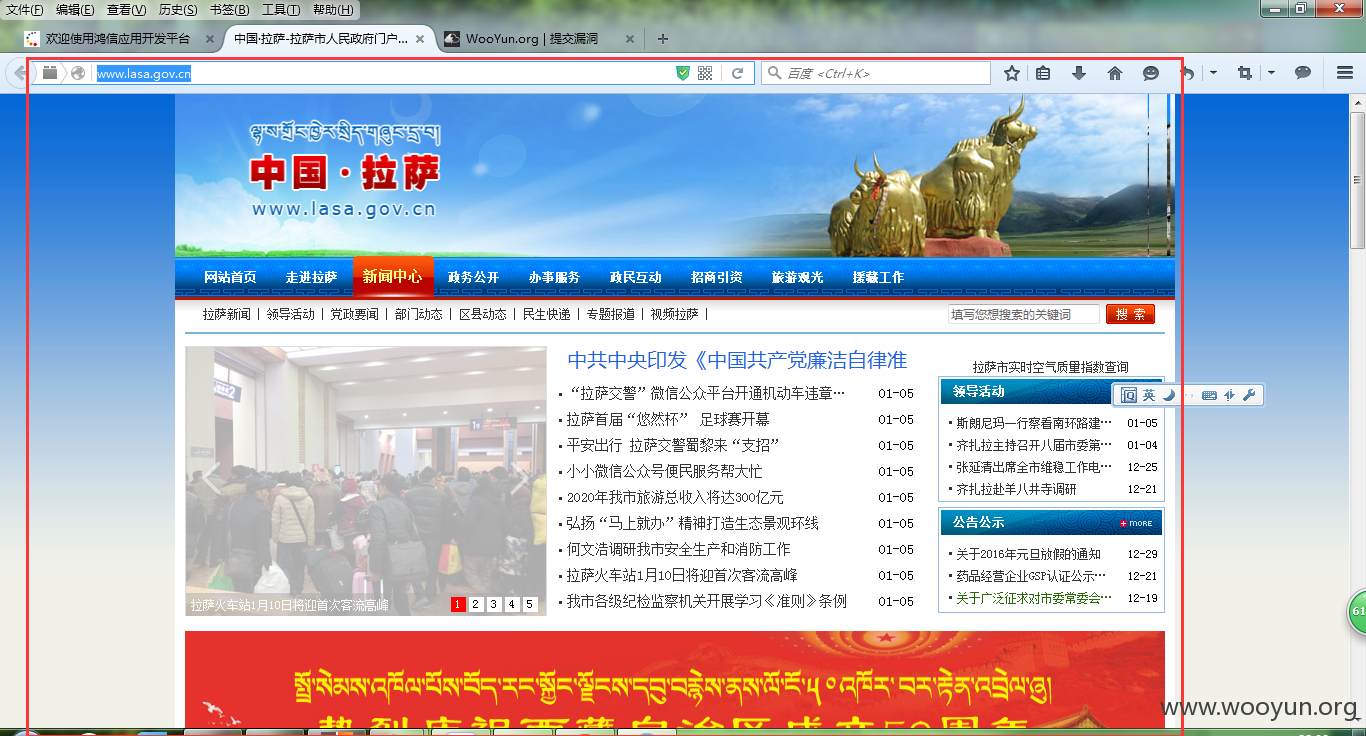 文件(F) 编辑(E) 查看(V) 历史(S) 书签(B) 工具(T) 帮助(H)
欢迎使用鸿信应用开发平台 × 中国·拉萨-拉萨市人民政府门户... × WooYun.org | 提交漏洞 × +
www.lasa.gov.cn 百度 <Ctrl+K>
中国·拉萨
www.lasa.gov.cn
网站首页 走进拉萨 新闻中心 政务公开 办事服务 政民互动 招商引资 旅游观光 援藏工作
拉萨新闻 | 领导活动 | 党政要闻 | 部门动态 | 区县动态 | 民生快递 | 专题报道 | 视频拉萨 |
填写您想搜索的关键词 搜 索
中共中央印发《中国共产党廉洁自律准
“拉萨交警”微信公众平台开通机动车违章… 01-05
拉萨首届“悠然杯” 足球赛开幕 01-05
平安出行 拉萨交警蜀黎来“支招” 01-05
小小微信公众号便民服务帮大忙 01-05
2020年我市旅游总收入将达300亿元 01-05
弘扬“马上就办”精神打造生态景观环线 01-05
何文浩调研我市安全生产和消防工作 01-05
拉萨火车站1月10日将迎首次客流高峰 01-05
我市各级纪检监察机关开展学习《准则》条例 01-05
拉萨火车站1月10日将迎首次客流高峰 1 2 3 4 5
拉萨市实时空气质量指数查询
领导活动
英
斯朗尼玛一行察看南环路建… 01-05
齐扎拉主持召开八届市委第… 01-04
张延清出席全市维稳工作电… 12-25
齐扎拉赴羊八井寺调研 12-21
公告公示 MORE
关于2016年元旦放假的通知 12-29
药品经营企业GSP认证公示… 12-21
关于广泛征求对市委常委会… 12-19
61
热烈庆祝西藏自治区成立50周年
www.wooyun.org